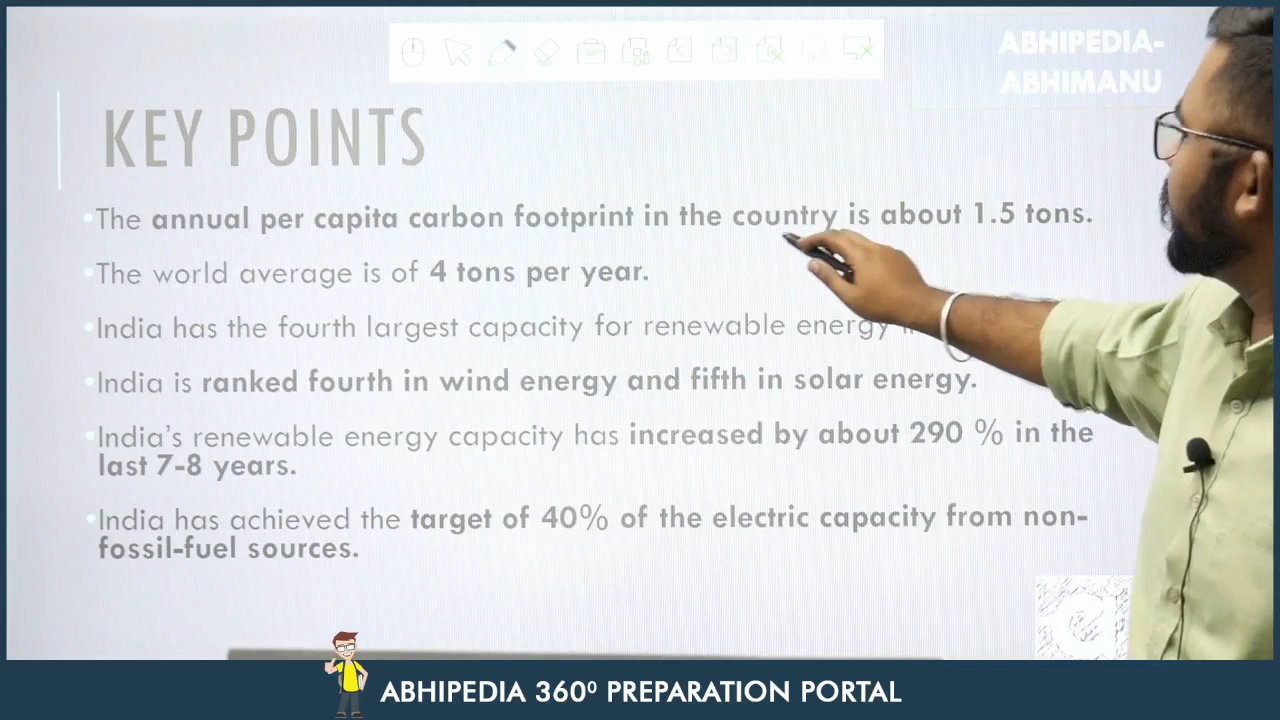 ABHIPEDIA-
ABHIMANU
KEY POINTS
•The annual per capita carbon footprint in the country is about 1.5 tons.
•The world average is of 4 tons per year.
•India has the fourth largest capacity for renewable energy
•India is ranked fourth in wind energy and fifth in solar energy.
•India's renewable energy capacity has increased by about 290 % in the
last 7-8 years.
•India has achieved the target of 40% of the electric capacity from non-
fossil-fuel sources.
ABHIPEDIA 360⁰ PREPARATION PORTAL